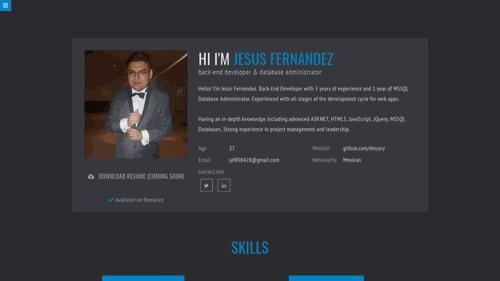 HI I'M JESUS FERNANDEZ
back-end developer & database administrator
Hello! I'm Jesus Fernandez. Back-End Developer with 3 years of experience and 1 year of MSSQL
Database Administrator. Experienced with all stages of the development cycle for web apps.
Having an in-depth knowledge including advanced ASP.NET, HTML5, JavaScript, jQuery, MSSQL
Databases. Strong experience in project management and leadership.
Age 27 Website github.com/dmcory
Email jaf890428@gmail.com Nationality Mexican
Social Links
DOWNLOAD RESUME (COMING SOON)
available on freelance
SKILLS